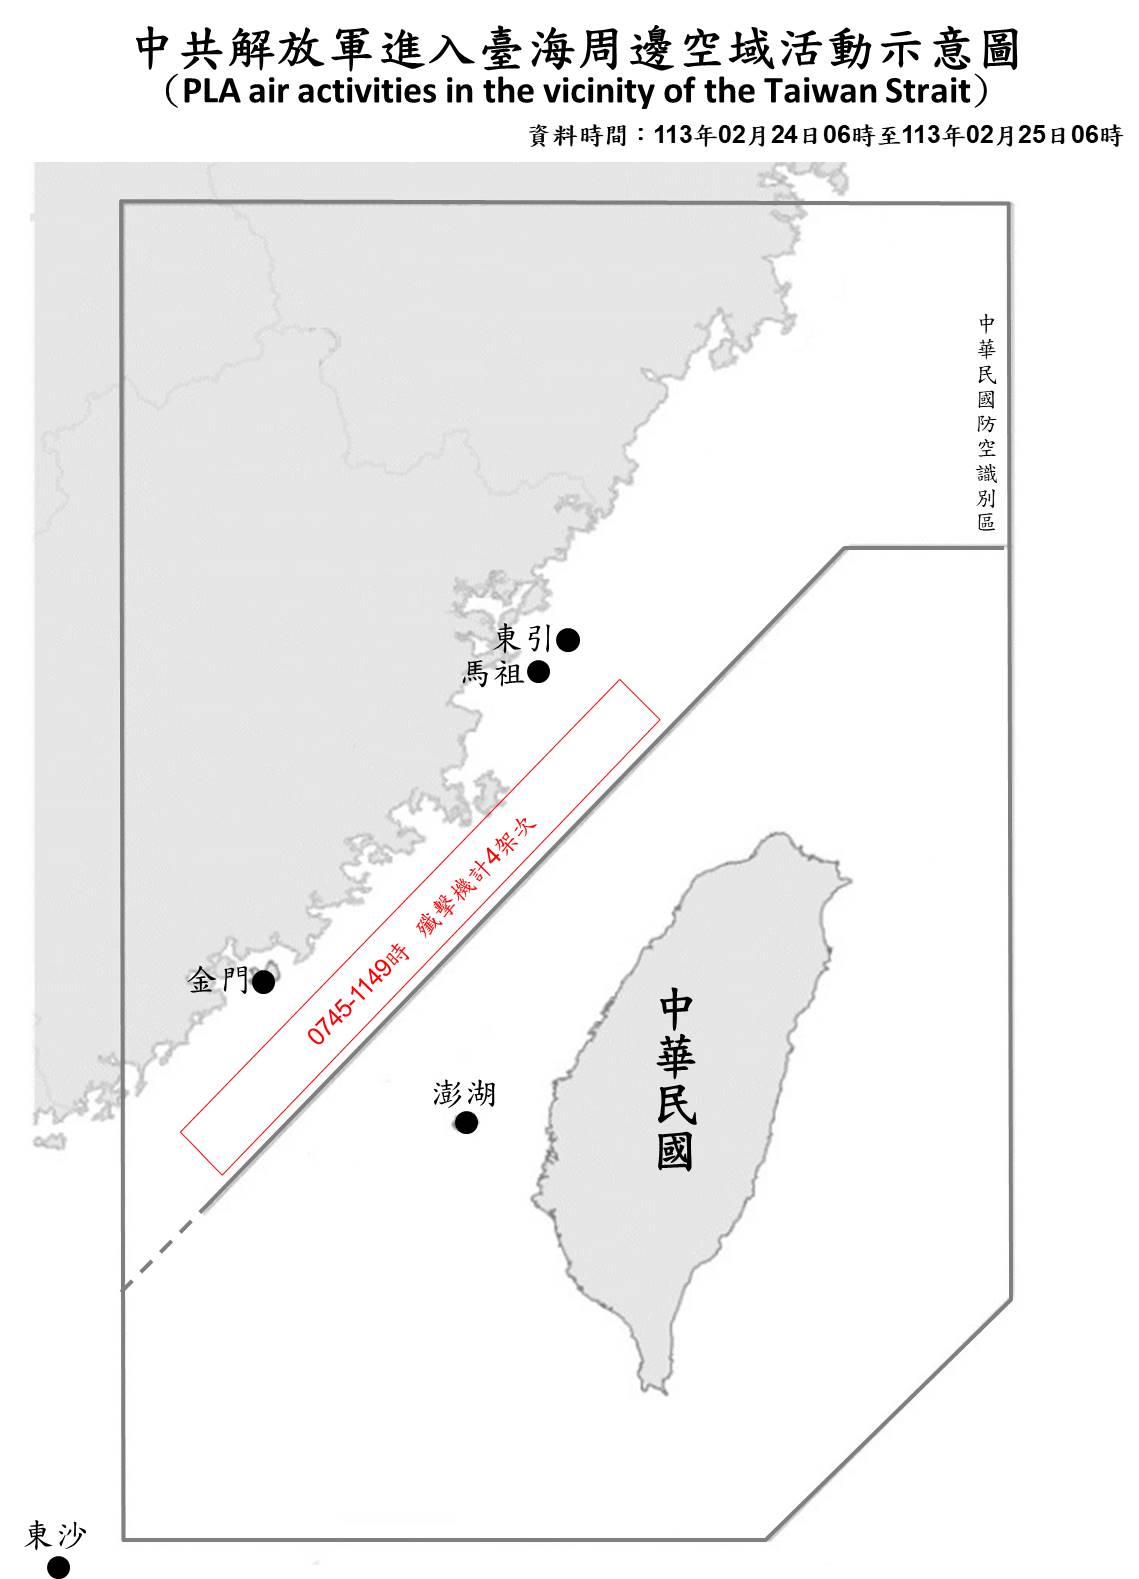 中共解放軍進入臺海周邊空域活動示意圖
（PLA air activities in the vicinity of the Taiwan Strait）
資料時間：113年02月24日06時至113年02月25日06時
中華民國防空識別區
東引
馬祖
0745-1149時 殲擊機計4架次
金門
中華民國
澎湖
東沙